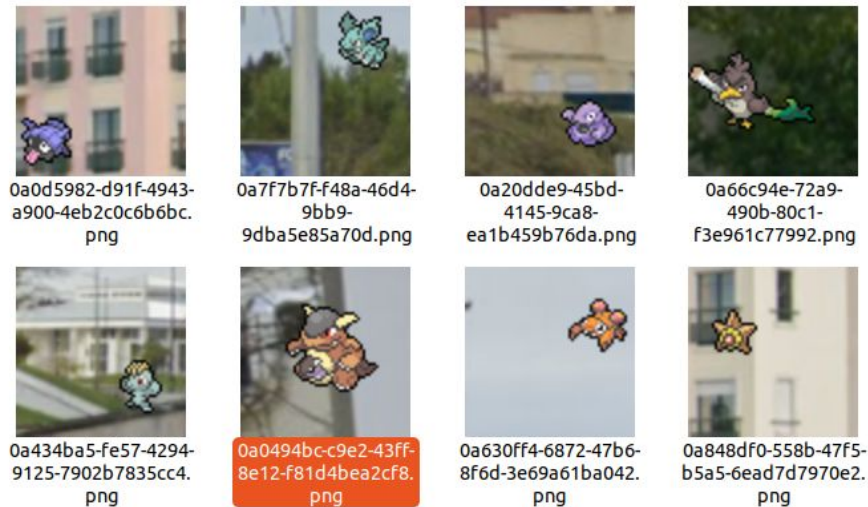 0a0d5982-d91f-4943-
a900-4eb2c0c6b6bc.
png
0a7f7b7f-f48a-46d4-
9bb9-
9dba5e85a70d.png
0a20dde9-45bd-
4145-9ca8-
ea1b459b76da.png
0a66c94e-72a9-
490b-80c1-
f3e961c77992.png
0a434ba5-fe57-4294-
9125-7902b7835cc4.
png
0a0494bc-c9e2-43ff-
8e12-f81d4bea2cf8.
png
0a630ff4-6872-47b6-
8f6d-3e69a61ba042.
png
0a848df0-558b-47f5-
b5a5-6ead7d7970e2.
png